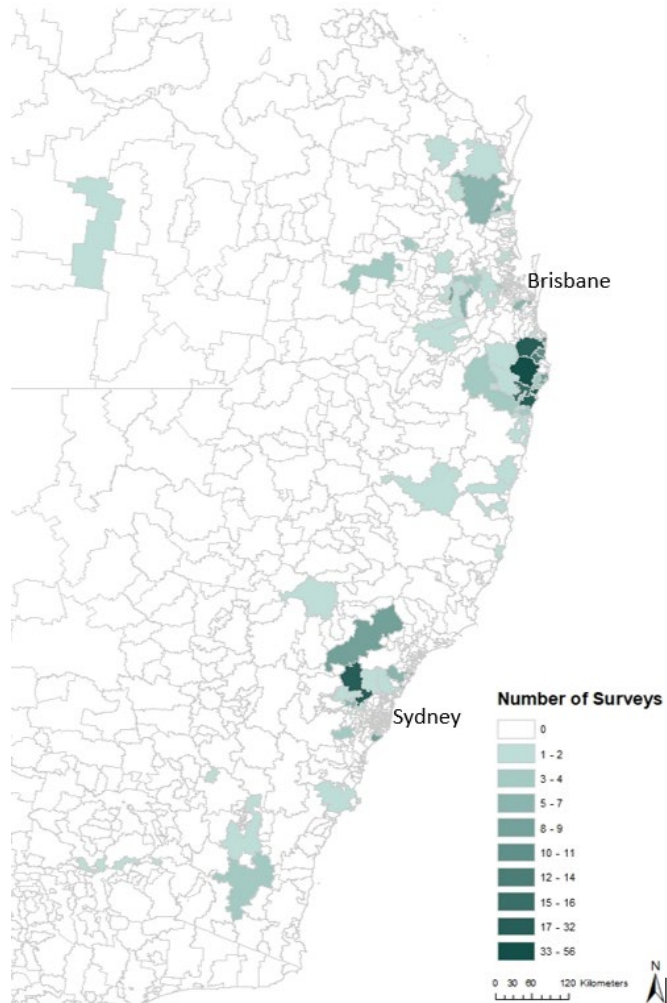 Brisbane
Sydney
Number of Surveys
0
1 - 2
3 - 4
5 - 7
8 - 9
10 - 11
12 - 14
15 - 16
17 - 32
33 - 56
N
0 30 60 120 Kilometers